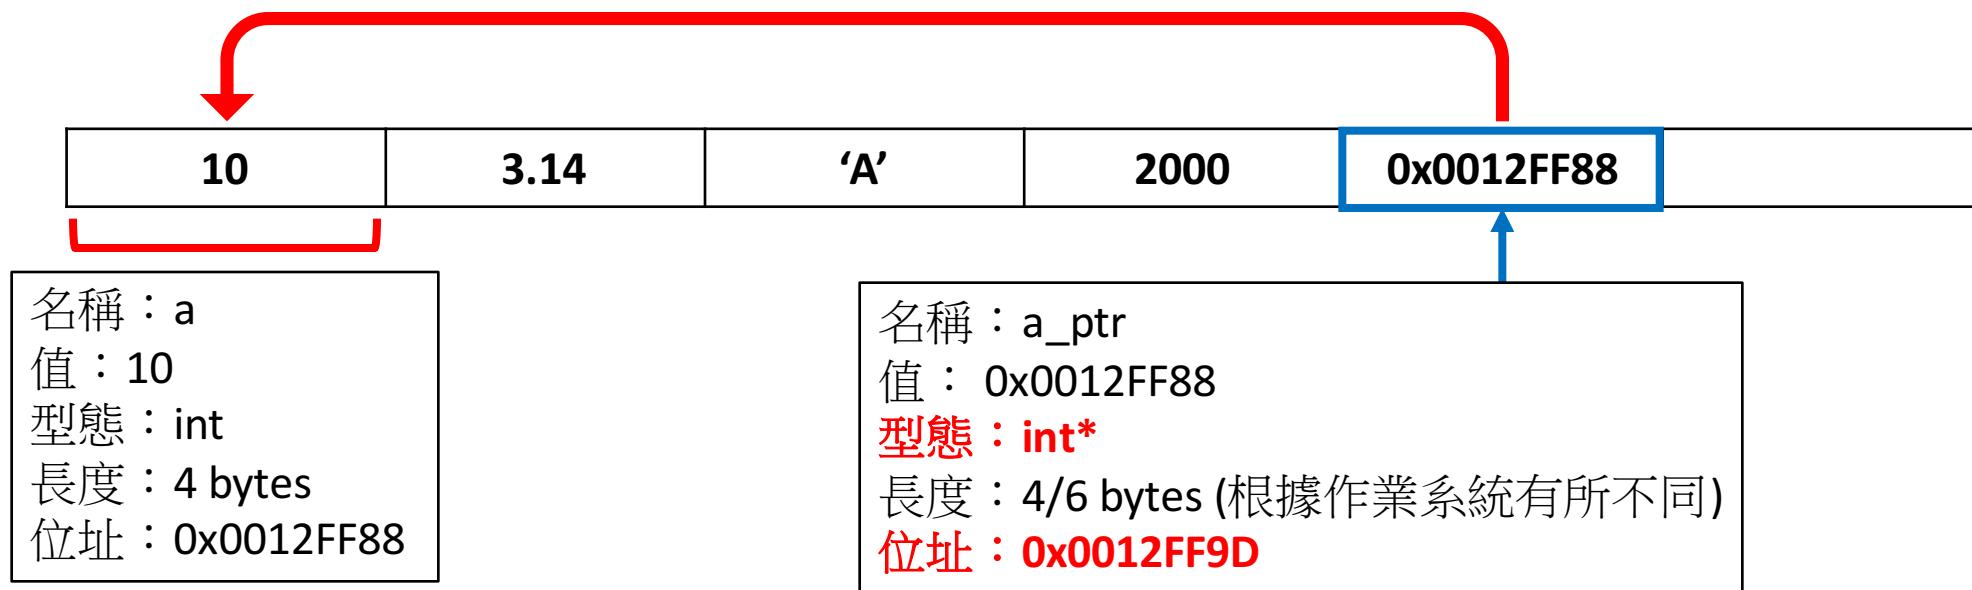 10 3.14 ‘A’ 2000 0x0012FF88
名稱：a
值：10
型態：int
長度：4 bytes
位址：0x0012FF88
名稱：a_ptr
值： 0x0012FF88
型態：int*
長度：4/6 bytes (根據作業系統有所不同)
位址：0x0012FF9D